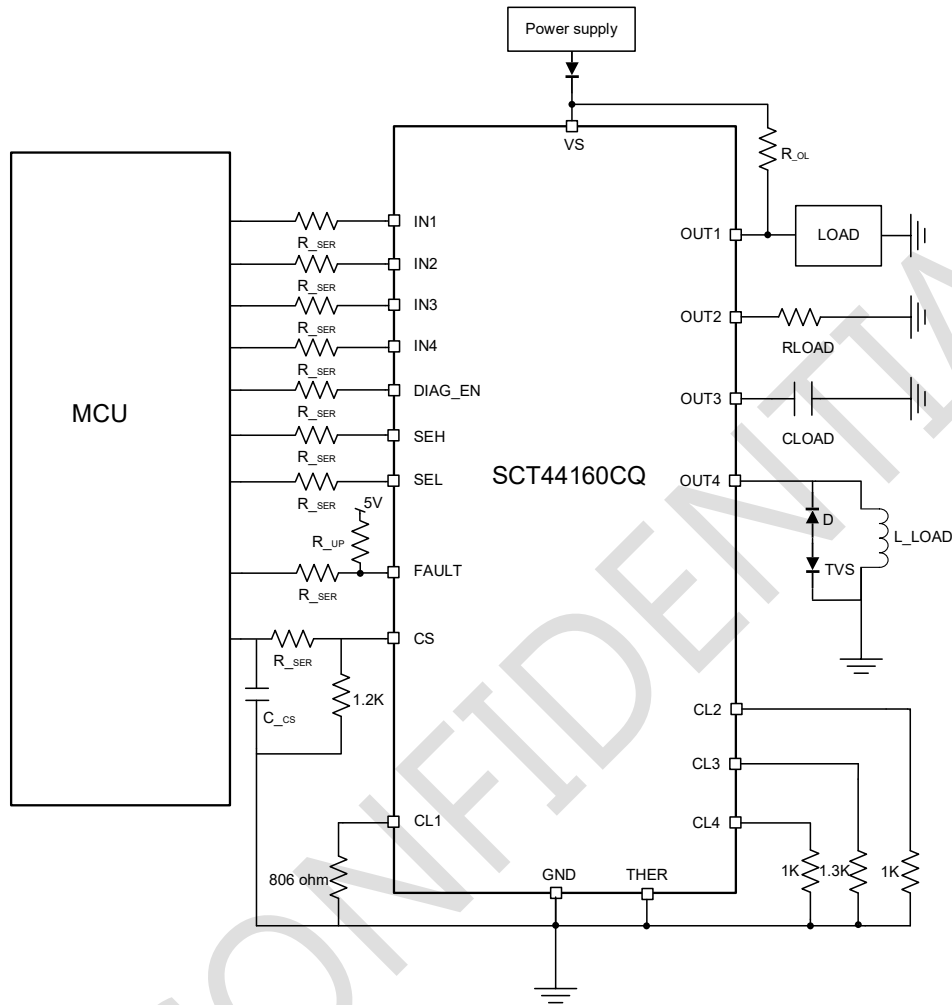 Power supply
VS
R_OL
IN1
R_SER
IN2
R_SER
IN3
R_SER
IN4
R_SER
DIAG_EN
R_SER
SEH
R_SER
SEL
R_SER
5V
R_UP
FAULT
R_SER
CS
R_SER
C_CS
1.2K
CL1
806 ohm
MCU
SCT44160CQ
OUT1
LOAD
OUT2
RLOAD
OUT3
CLOAD
OUT4
D
TVS
L_LOAD
CL2
CL3
CL4
1K
1.3K
1K
GND
THER
CONFIDENTIA